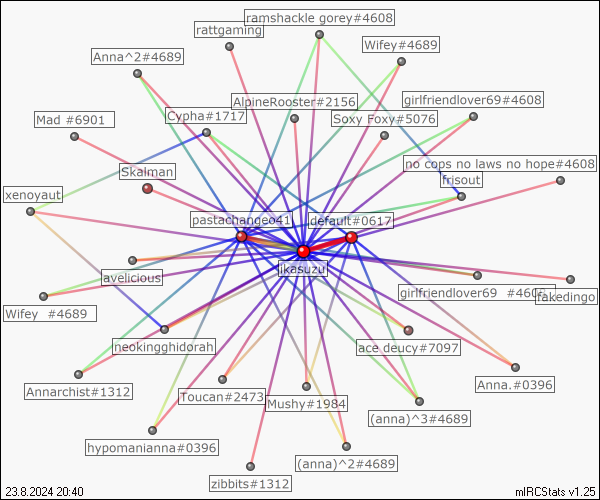 ramshackle gorey#4608
rattgaming
Wifey#4689
Anna^2#4689
AlpineRooster#2156
girlfriendlover69#4608
Mad #6901
Cypha#1717
Soxy Foxy#5076
no cops no laws no hope#4608
Skalman
frisout
xenoyaut
pastachangeo41
default#0617
ikasuzu
avelicious
girlfriendlover69 #4608
fakedingo
Wifey #4689
neokingghidorah
ace deucy#7097
Annarchist#1312
Anna.#0396
Toucan#2473
Mushy#1984
(anna)^3#4689
hypomanianna#0396
(anna)^2#4689
zibbits#1312
23.8.2024 20:40
mIRCStats v1.25